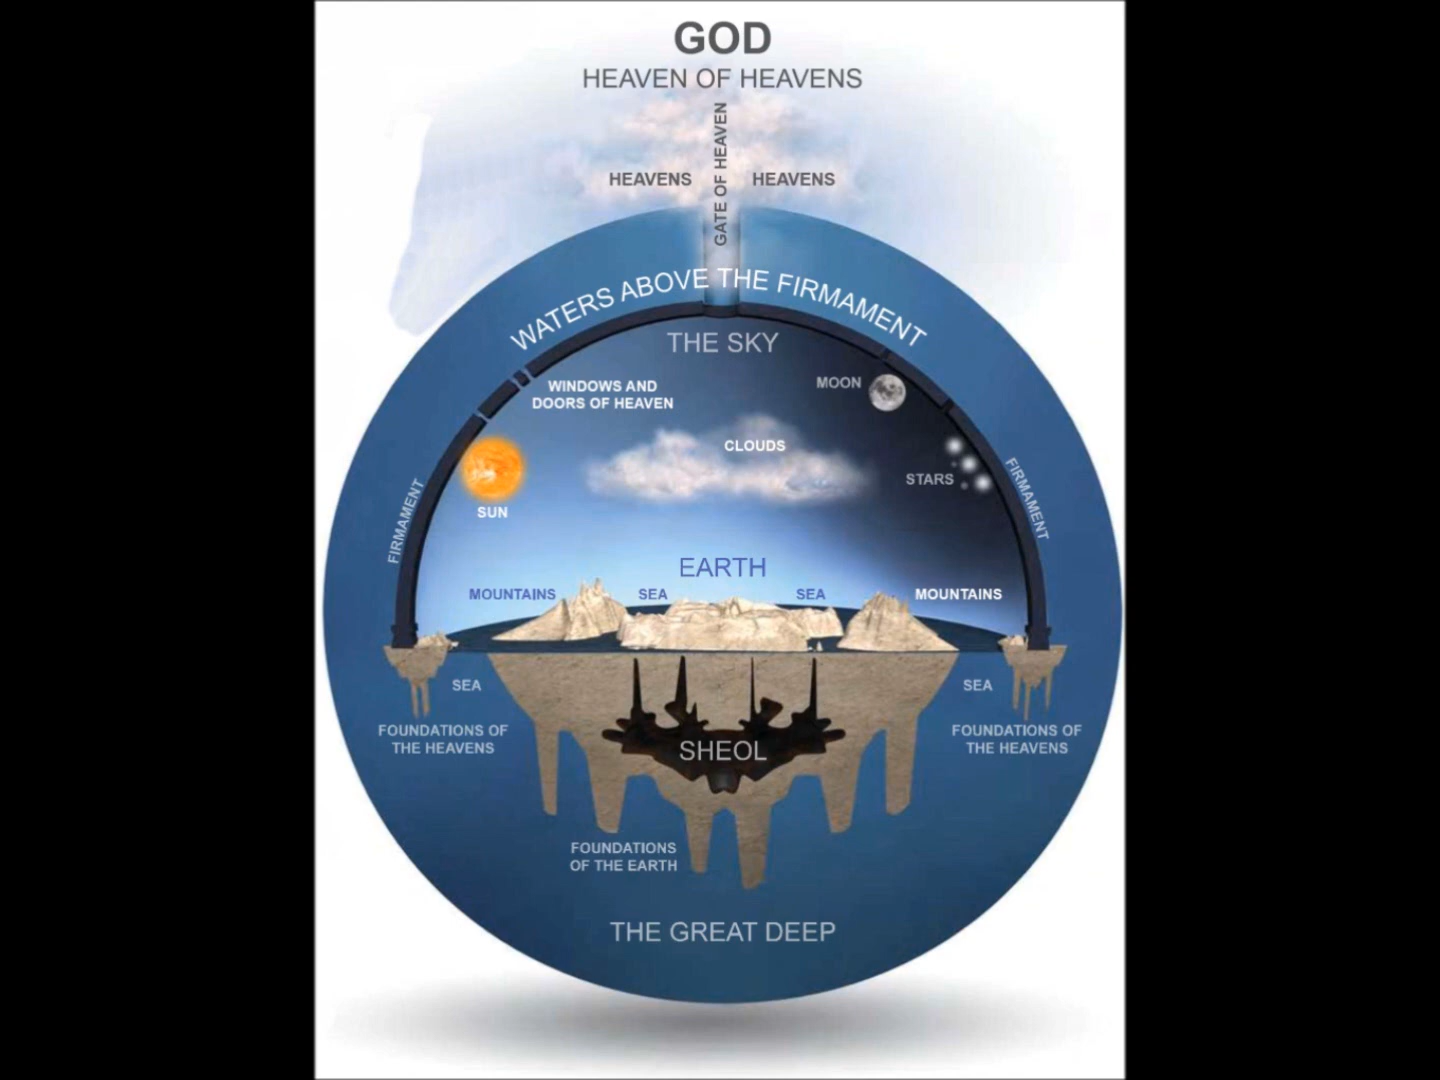 GOD
HEAVEN OF HEAVENS
GATE OF HEAVEN
HEAVENS
HEAVENS
WATERS ABOVE THE FIRMAMENT
THE SKY
WINDOWS AND
DOORS OF HEAVEN
MOON
CLOUDS
STARS
SUN
FIRMAMENT
FIRMAMENT
EARTH
MOUNTAINS
SEA
SEA
MOUNTAINS
SEA
SEA
FOUNDATIONS OF
THE HEAVENS
FOUNDATIONS OF
THE HEAVENS
SHEOL
FOUNDATIONS
OF THE EARTH
THE GREAT DEEP